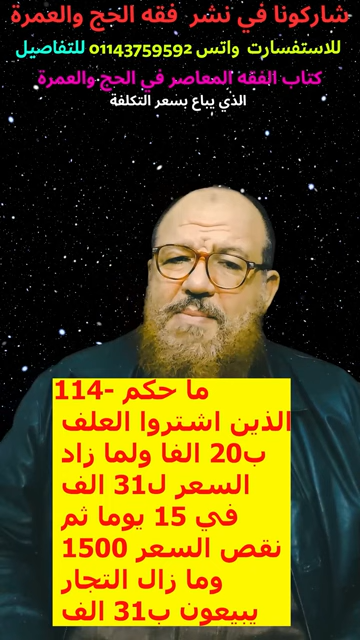 شاركونا في نشر فقه الحج والعمرة
للاستفسارت واتس 01143759592 للتفاصيل
كتاب الفقه المعاصر في الحج والعمرة
الذي يباع بسعر التكلفة
114- ما حكم
الذين اشتروا العلف
ب20 الفا ولما زاد
السعر ل31 الف
في 15 يوما ثم
نقص السعر 1500
وما زال التجار
يبيعون ب31 الف